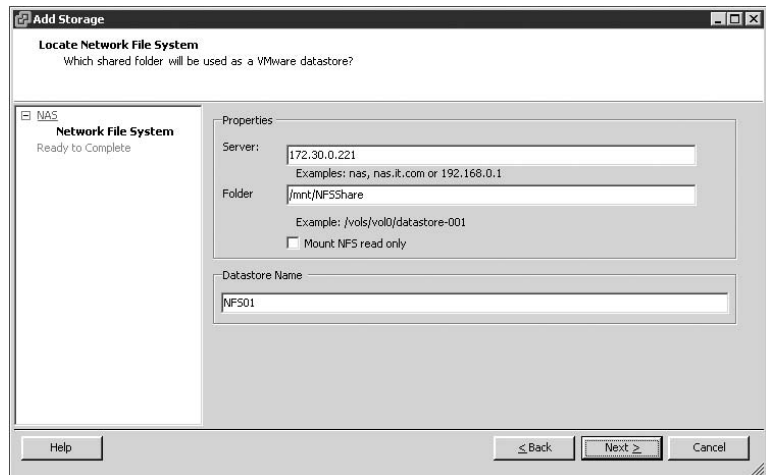 Add Storage
Locate Network File System
Which shared folder will be used as a VMware datastore?
NAS
Network File System
Ready to Complete
Properties
Server:
172.30.0.221
Examples: nas, nas.it.com or 192.168.0.1
Folder
/mnt/NFSShare
Example: /vols/vol0/datastore-001
Mount NFS read only
Datastore Name
NFS01
Help
< Back
Next >
Cancel